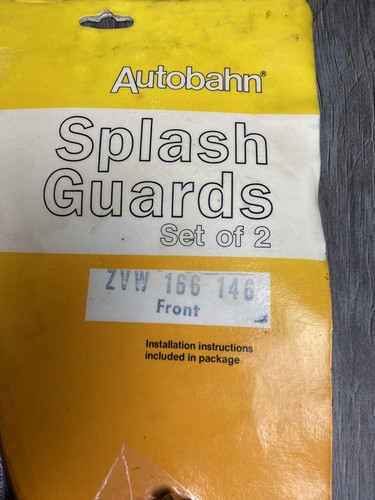 Autobahn®
Splash
Guards
Set of 2
ZVW 166 146
Front
Installation instructions
included in package